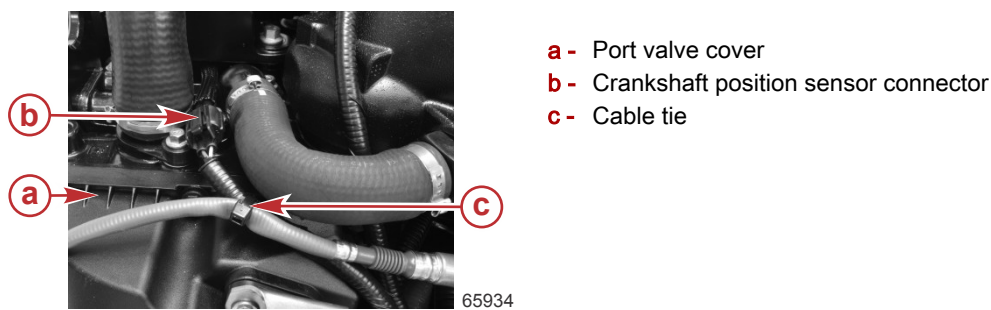 b
a
c
65934
a - Port valve cover
b - Crankshaft position sensor connector
c - Cable tie